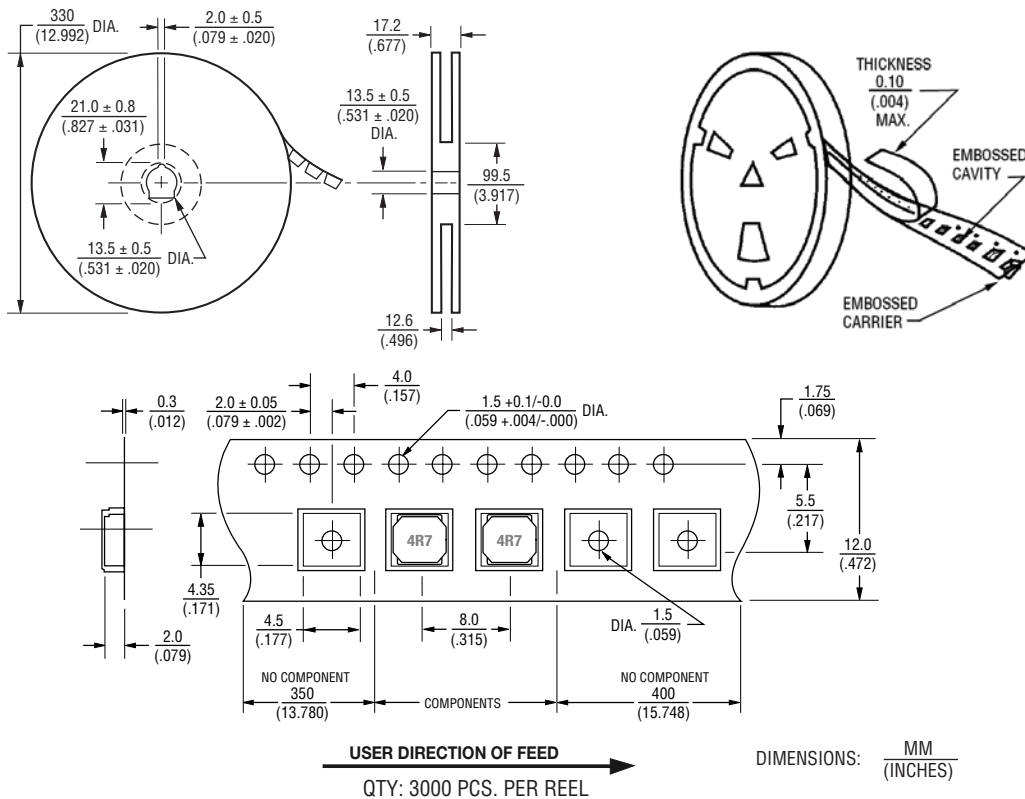 330
(12.992)
DIA.
2.0 ± 0.5
(.079 ± .020)
21.0 ± 0.8
(.827 ± .031)
13.5 ± 0.5
(.531 ± .020)
DIA.
17.2
(.677)
13.5 ± 0.5
(.531 ± .020)
DIA.
99.5
(3.917)
12.6
(.496)
THICKNESS
0.10
(.004)
MAX.
EMBOSSED
CAVITY
EMBOSSED
CARRIER
0.3
(.012)
2.0 ± 0.05
(.079 ± .002)
4.0
(.157)
1.5 +0.1/-0.0
(.059 +.004/-.000)
DIA.
1.75
(.069)
5.5
(.217)
12.0
(.472)
4R7
4R7
4.35
(.171)
2.0
(.079)
4.5
(.177)
8.0
(.315)
DIA.
1.5
(.059)
NO COMPONENT
350
(13.780)
COMPONENTS
NO COMPONENT
400
(15.748)
USER DIRECTION OF FEED
QTY: 3000 PCS. PER REEL
DIMENSIONS:
MM
(INCHES)